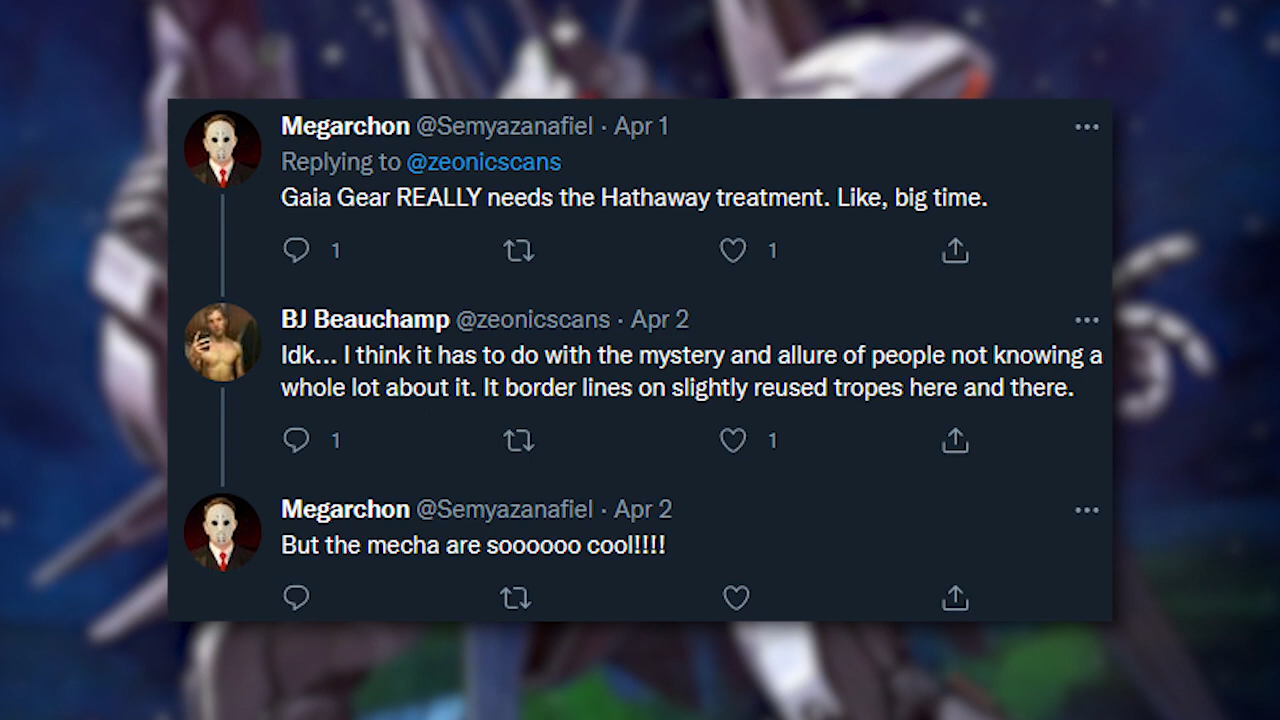 Megarchon @Semyazanafiel · Apr 1
Replying to @zeonicscans
Gaia Gear REALLY needs the Hathaway treatment. Like, big time.
1 1
BJ Beauchamp @zeonicscans · Apr 2
Idk... I think it has to do with the mystery and allure of people not knowing a
whole lot about it. It border lines on slightly reused tropes here and there.
1 1
Megarchon @Semyazanafiel · Apr 2
But the mecha are soooooo cool!!!!